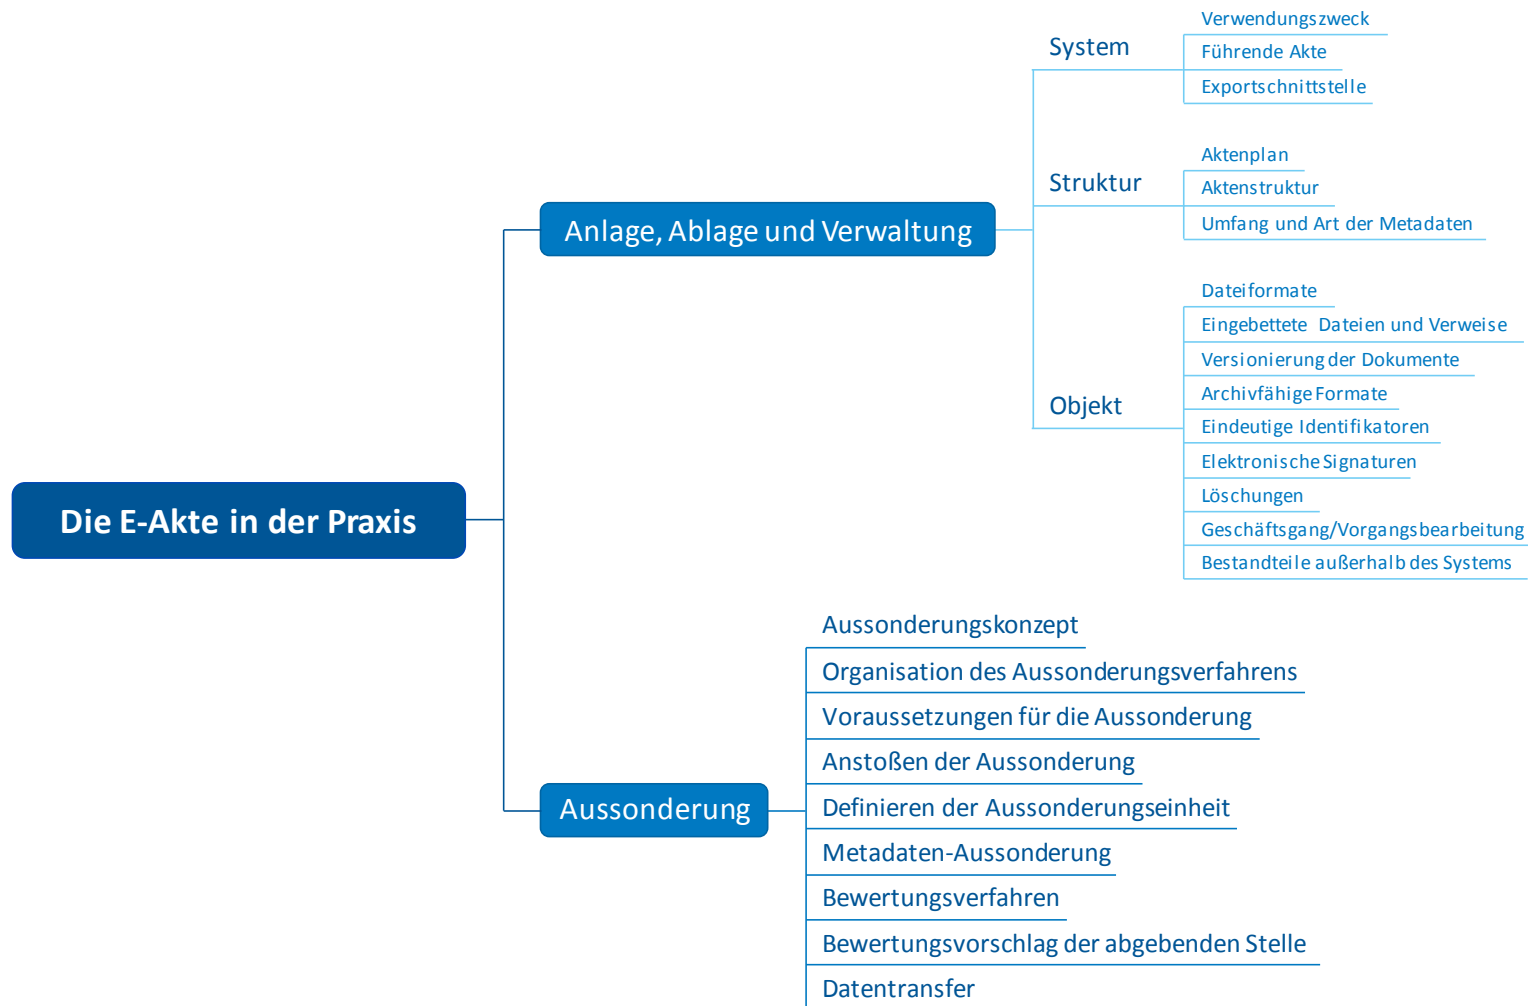 Die E-Akte in der Praxis
Anlage, Ablage und Verwaltung
System
Verwendungszweck
Führende Akte
Exportschnittstelle
Struktur
Aktenplan
Aktenstruktur
Umfang und Art der Metadaten
Objekt
Dateiformate
Eingebettete Dateien und Verweise
Versionierung der Dokumente
Archivfähige Formate
Eindeutige Identifikatoren
Elektronische Signaturen
Löschungen
Geschäftsgang/Vorgangsbearbeitung
Bestandteile außerhalb des Systems
Aussonderung
Aussonderungskonzept
Organisation des Aussonderungsverfahrens
Voraussetzungen für die Aussonderung
Anstoßen der Aussonderung
Definieren der Aussonderungseinheit
Metadaten-Aussonderung
Bewertungsverfahren
Bewertungsvorschlag der abgebenden Stelle
Datentransfer